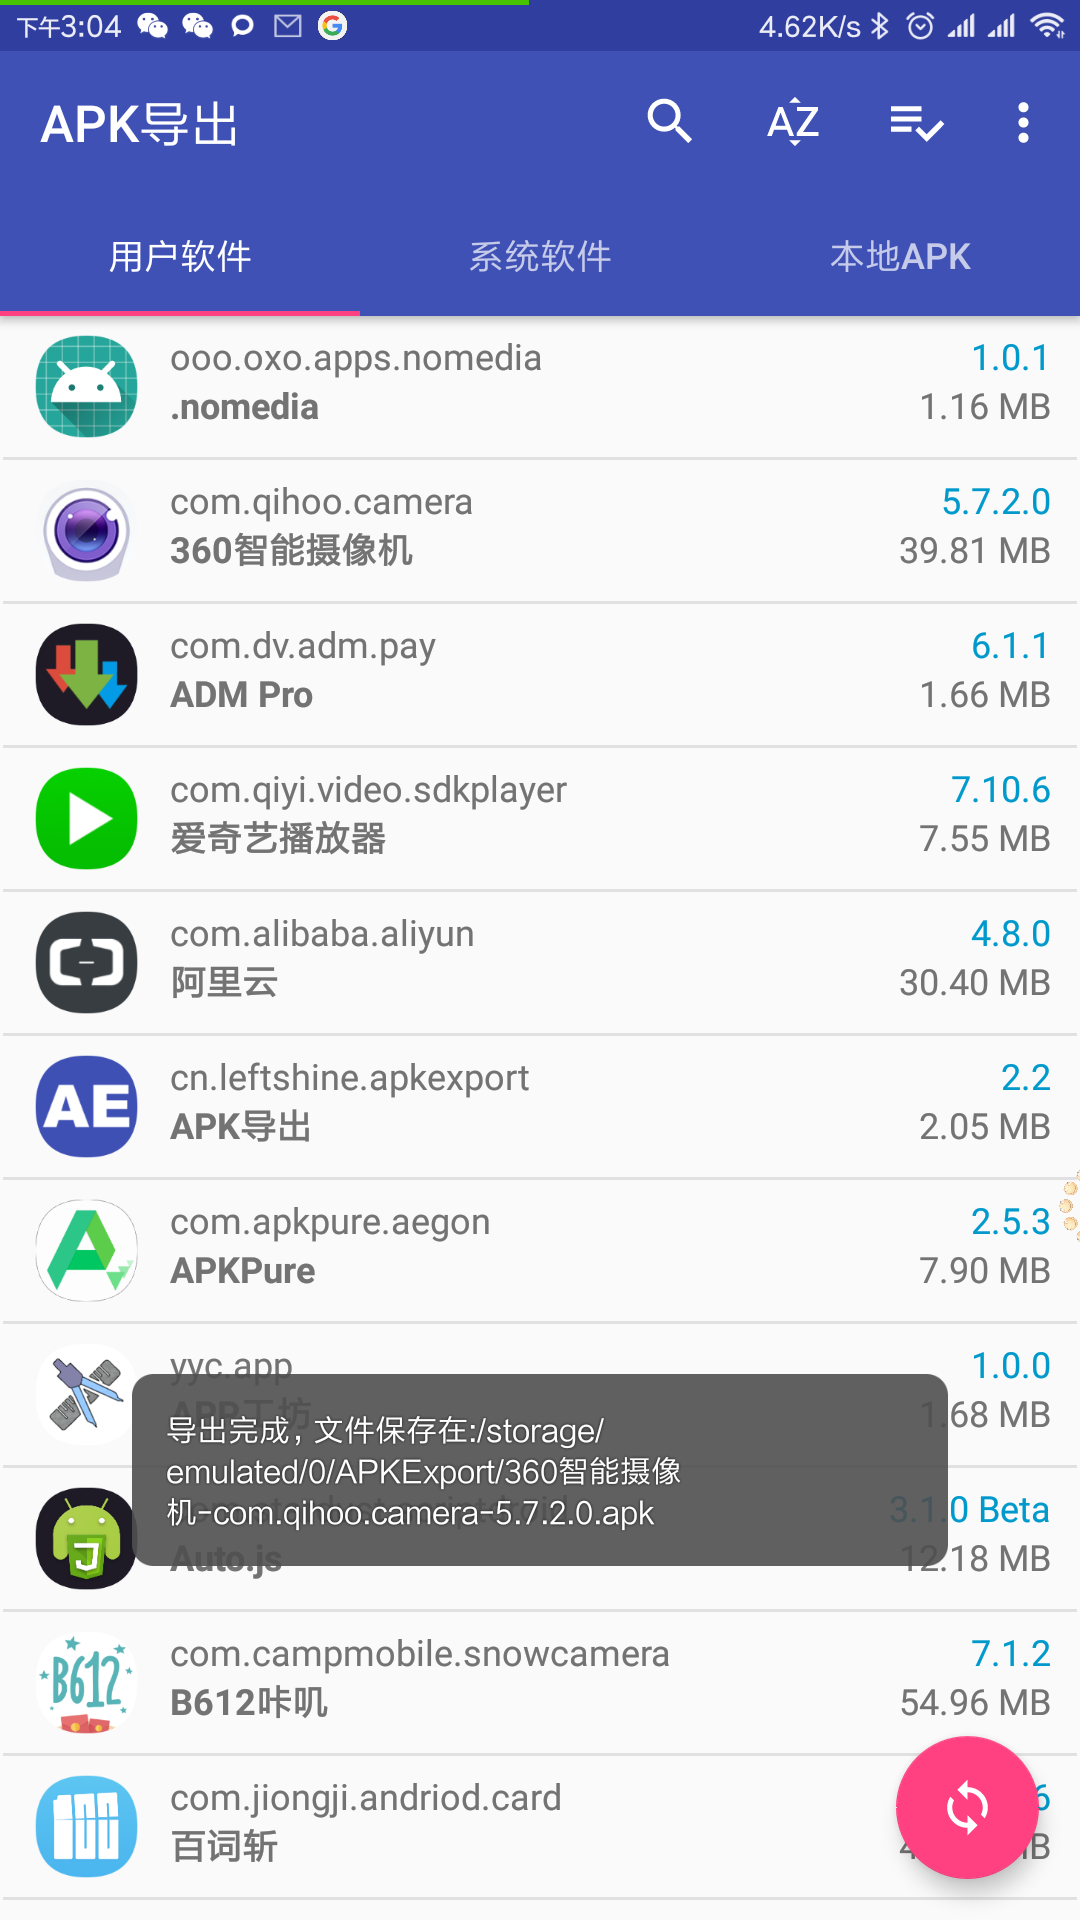 下午3:04
4.62K/s
APK导出
AZ
用户软件
系统软件
本地APK
ooo.oxo.apps.nomedia
1.0.1
.nomedia
1.16 MB
com.qihoo.camera
5.7.2.0
360智能摄像机
39.81 MB
com.dv.adm.pay
6.1.1
ADM Pro
1.66 MB
com.qiyi.video.sdkplayer
7.10.6
爱奇艺播放器
7.55 MB
com.alibaba.aliyun
4.8.0
阿里云
30.40 MB
AE
cn.leftshine.apkexport
2.2
APK导出
2.05 MB
com.apkpure.aegon
2.5.3
APKPure
7.90 MB
yyc.app
1.0.0
APP工坊
1.68 MB
导出完成，文件保存在:/storage/
emulated/0/APKExport/360智能摄像
机-com.qihoo.camera-5.7.2.0.apk
3.1.0 Beta
Auto.js
12.18 MB
B612
com.campmobile.snowcamera
7.1.2
B612咔叽
54.96 MB
com.jiongji.andriod.card
百词斩